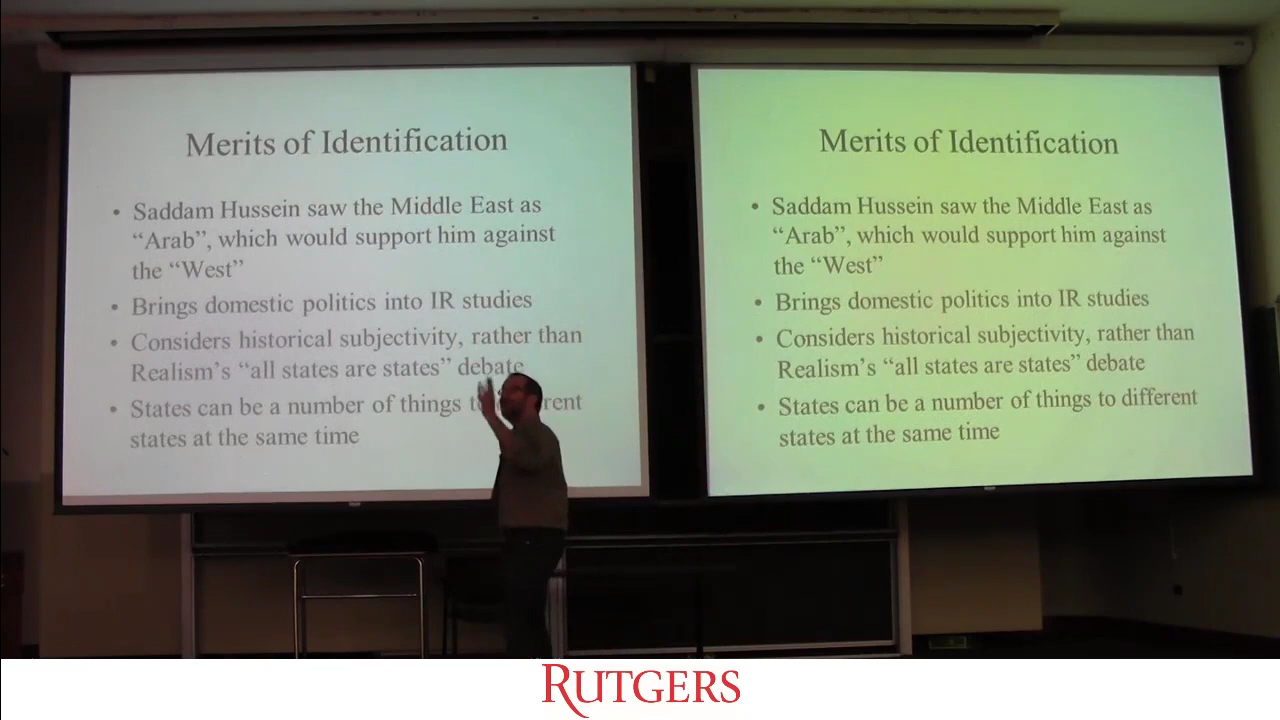 Merits of Identification
• Saddam Hussein saw the Middle East as
“Arab”, which would support him against
the “West”
• Brings domestic politics into IR studies
• Considers historical subjectivity, rather than
Realism’s “all states are states” debate
• States can be a number of things to rent
states at the same time
Merits of Identification
• Saddam Hussein saw the Middle East as
“Arab”, which would support him against
the “West”
• Brings domestic politics into IR studies
• Considers historical subjectivity, rather than
Realism’s “all states are states” debate
• States can be a number of things to different
states at the same time
RUTGERS